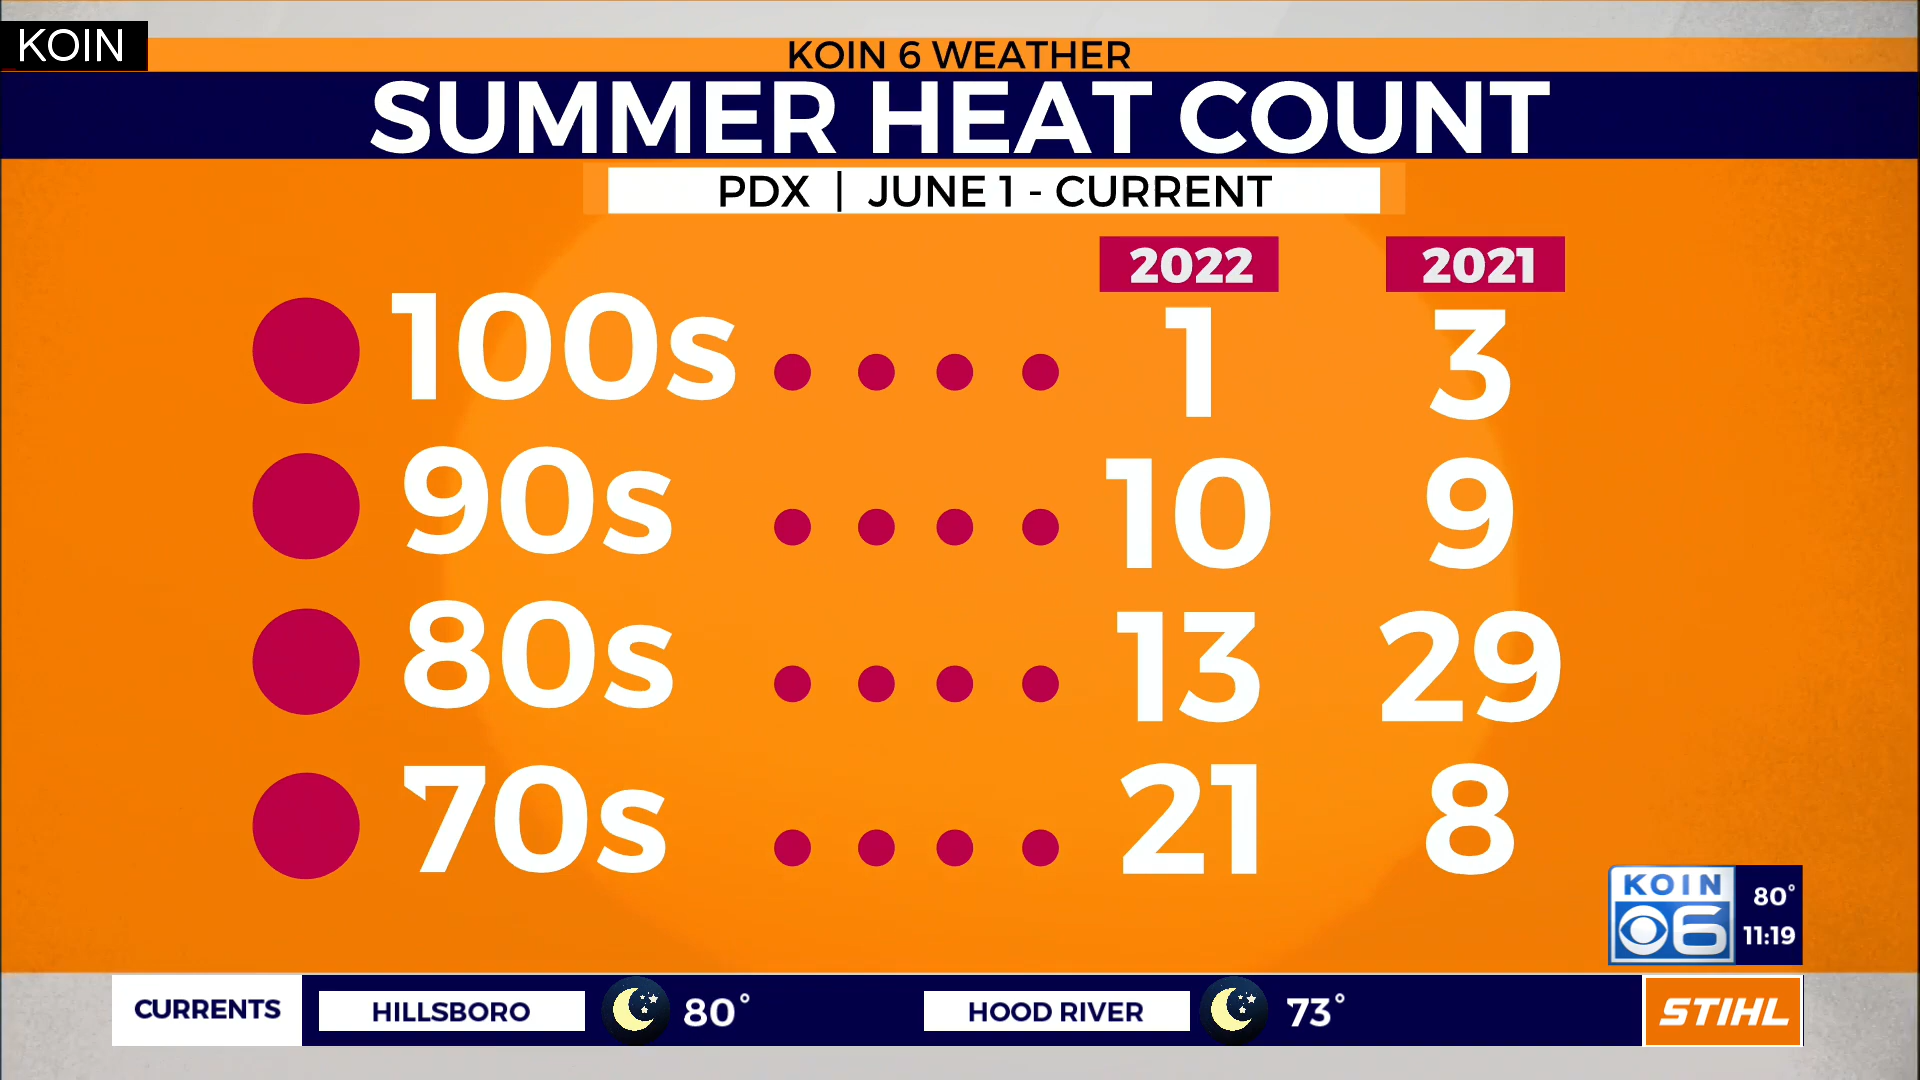 KOIN
KOIN 6 WEATHER
SUMMER HEAT COUNT
PDX | JUNE 1 - CURRENT
2022 2021
100s 1 3
90s 10 9
80s 13 29
70s 21 8
KOIN 6
80°
11:19
CURRENTS HILLSBORO 80° HOOD RIVER 73° STIHL